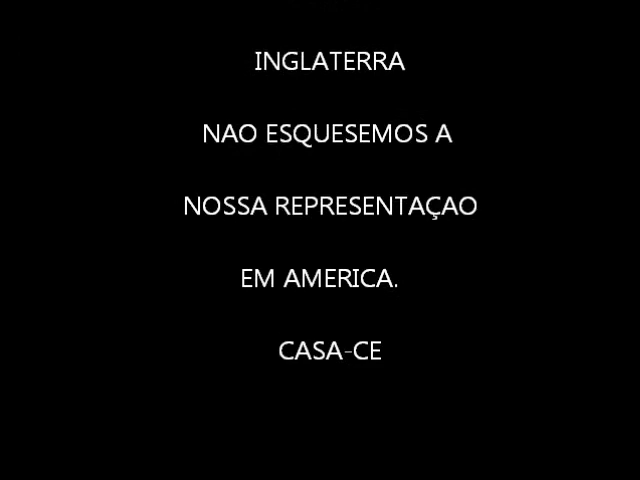 INGLATERRA
NAO ESQUESEMOS A
NOSSA REPRESENTAÇAO
EM AMERICA.
CASA-CE